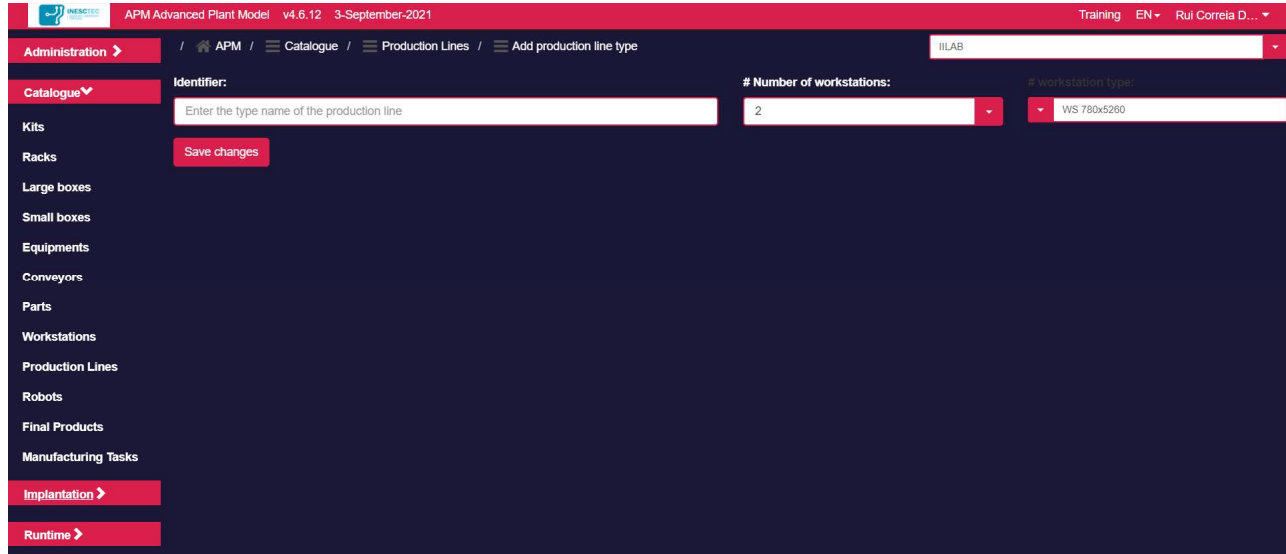 INESCTEC APM Advanced Plant Model v4.6.12 3-September-2021 Training EN Rui Correia D...
Administration
/ APM / Catalogue / Production Lines / Add production line type
IILAB
Catalogue
Identifier:
Enter the type name of the production line
# Number of workstations:
2
# workstation type:
WS 780x5260
Save changes
Kits
Racks
Large boxes
Small boxes
Equipments
Conveyors
Parts
Workstations
Production Lines
Robots
Final Products
Manufacturing Tasks
Implantation
Runtime